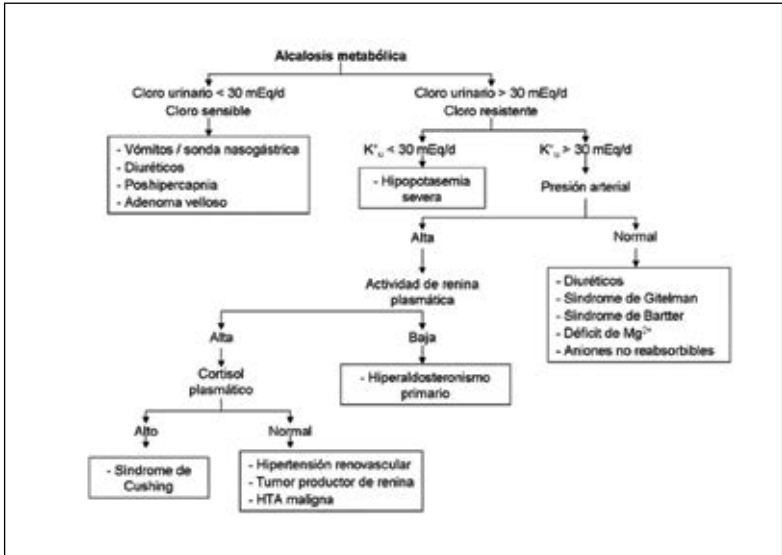 Alcalosis metabólica
Cloro urinario < 30 mEq/d
Cloro sensible
Cloro urinario > 30 mEq/d
Cloro resistente
- Vómitos / sonda nasogástrica
- Diuréticos
- Poshipercapnia
- Adenoma velloso
K⁺ᵤ < 30 mEq/d
K⁺ᵤ > 30 mEq/d
- Hipopotasemia
severa
Presión arterial
Alta
Normal
Actividad de renina
plasmática
- Diuréticos
- Síndrome de Gitelman
- Síndrome de Bartter
- Déficit de Mg²⁺
- Aniones no reabsorbibles
Alta
Baja
Cortisol
plasmático
- Hiperaldosteronismo
primario
Alto
Normal
- Síndrome de
Cushing
- Hipertensión renovascular
- Tumor productor de renina
- HTA maligna